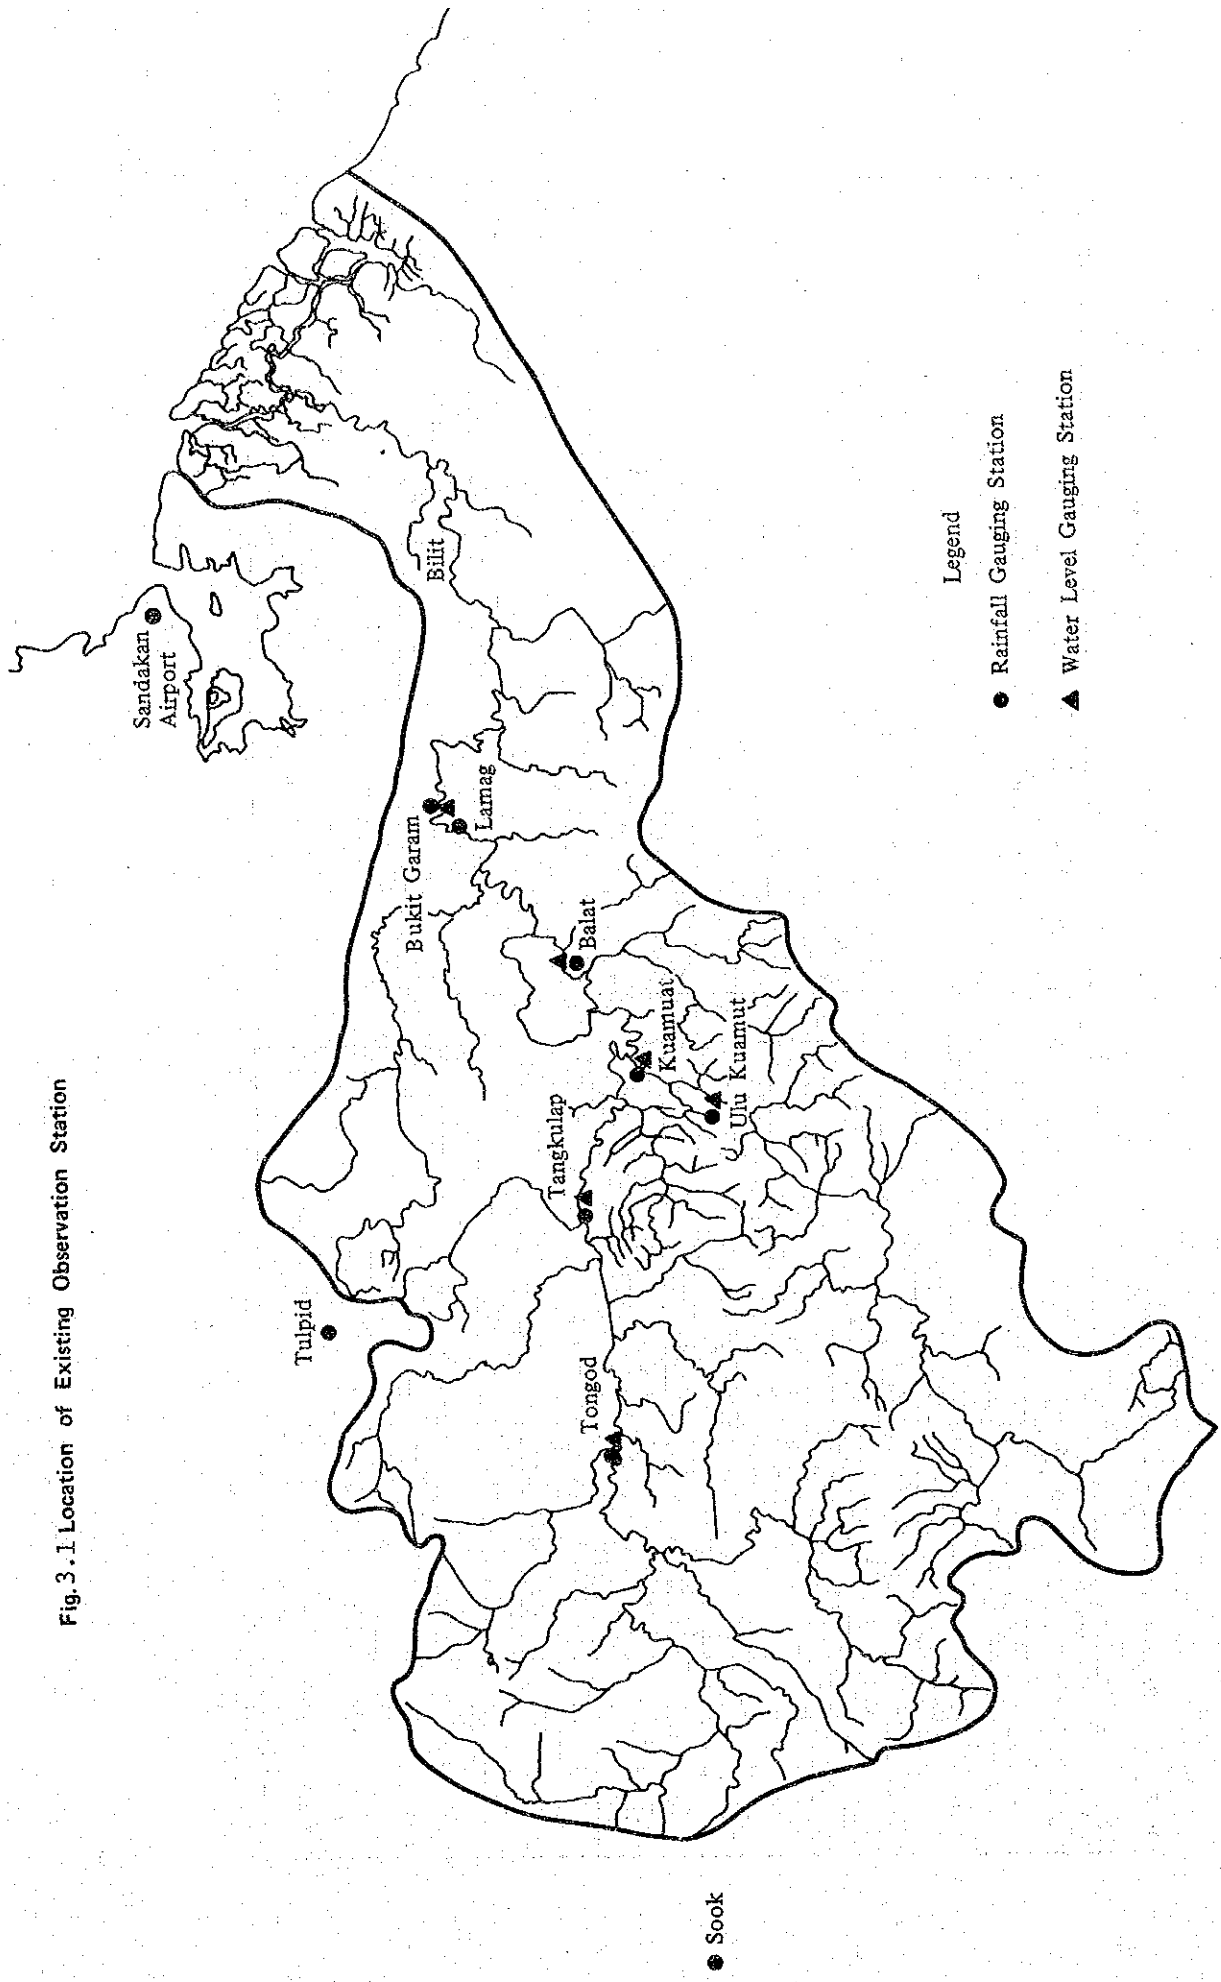 Fig. 3.1 Location of Existing Observation Station
Sandakan
Airport
Tulpid
Bukit Garam
Lamag
Bilit
Balat
Tangkulap
Kuamuat
Ulu Kuamut
Tongod
Sook
Legend
Rainfall Gauging Station
Water Level Gauging Station